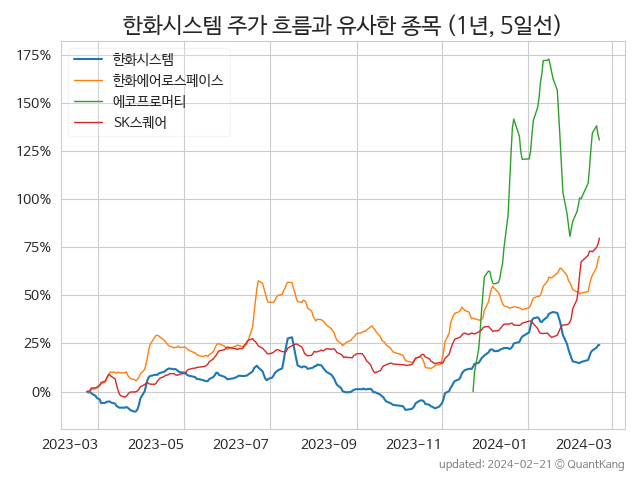 한화시스템 주가 흐름과 유사한 종목 (1년, 5일선)
한화시스템
한화에어로스페이스
에코프로머티
SK스퀘어
175%
150%
125%
100%
75%
50%
25%
0%
2023-03 2023-05 2023-07 2023-09 2023-11 2024-01 2024-03
updated: 2024-02-21 © QuantKang